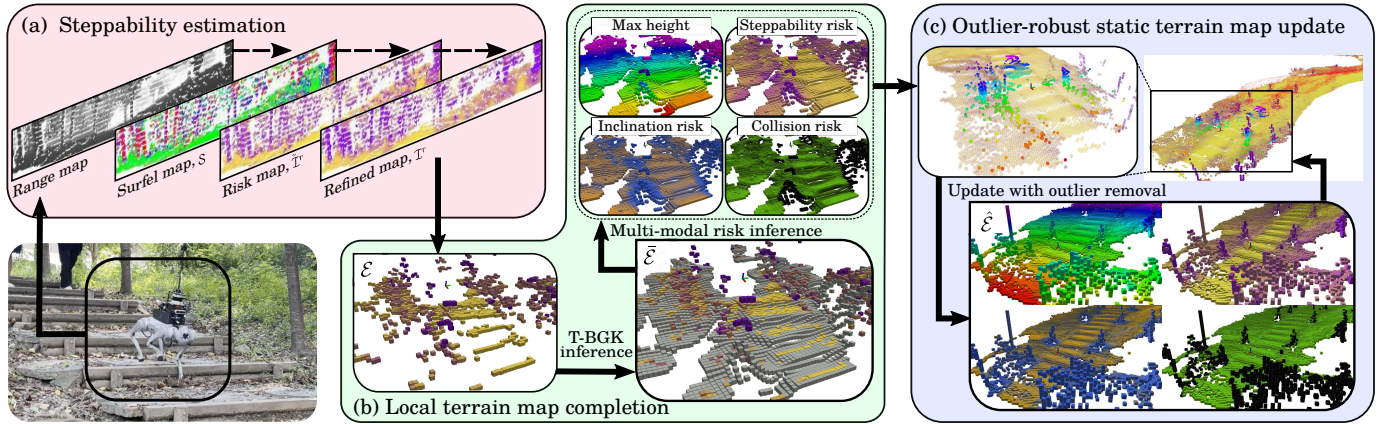 (a) Steppability estimation
Range map
Surfel map, S
Risk map, Ĩʳ
Refined map, Iʳ
Max height
Steppability risk
Inclination risk
Collision risk
Multi-modal risk inference
ℰ
T-BGK
inference
ℰ̄
(b) Local terrain map completion
(c) Outlier-robust static terrain map update
Update with outlier removal
ℰ̂